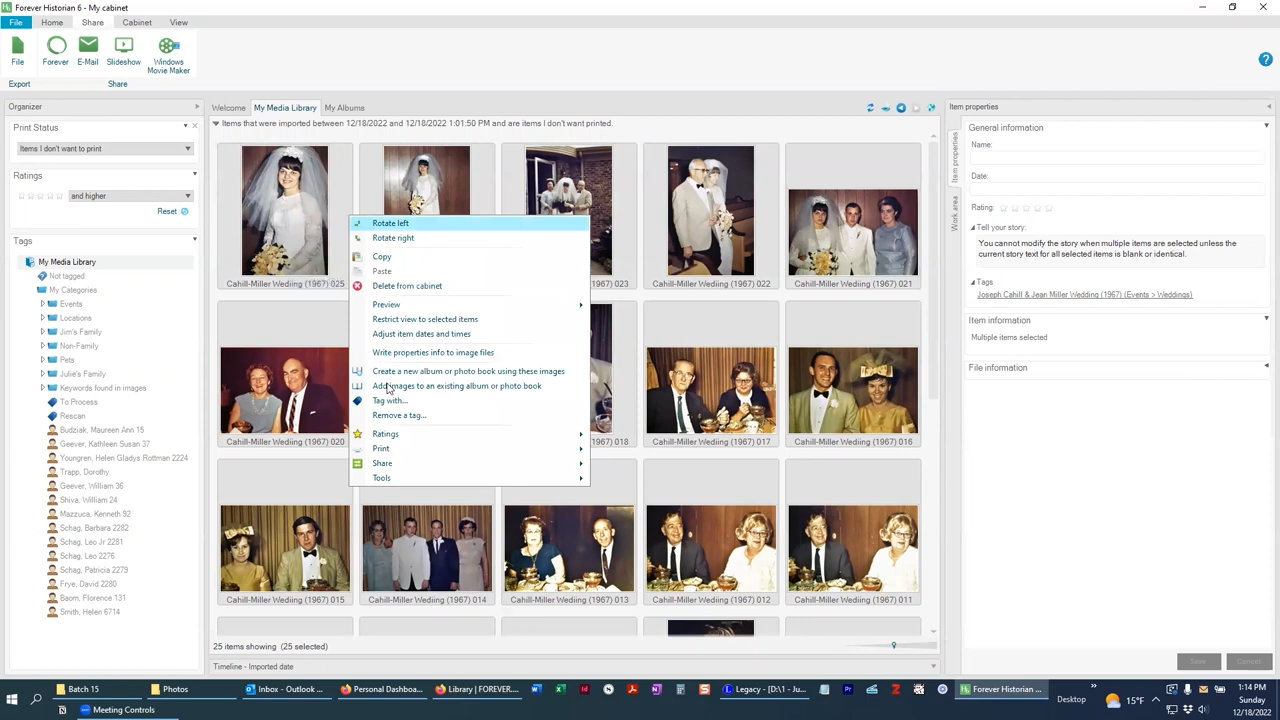 Forever Historian 6 - My cabinet
File Home Share Cabinet View
File Forever E-Mail Slideshow Windows Movie Maker
Export Share
Organizer
Print Status
Items I don't want to print
Ratings
and higher
Reset
Tags
My Media Library
Not tagged
My Categories
Events
Locations
Jim's Family
Non-Family
Pets
Julie's Family
Keywords found in images
To Process
Rescan
Budziak, Maureen Ann 15
Geever, Kathleen Susan 37
Youngren, Helen Gladys Rottman 2224
Trapp, Dorothy
Geever, William 36
Shiva, William 24
Mazzuca, Kenneth 92
Schag, Barbara 2282
Schag, Leo Jr 2281
Schag, Leo 2276
Schag, Patricia 2279
Frye, David 2280
Baom, Florence 131
Smith, Helen 6714
Welcome My Media Library My Albums
Items that were imported between 12/18/2022 and 12/18/2022 1:01:50 PM and are items I don't want printed.
Cahill-Miller Wediing (1967) 025
023
Cahill-Miller Wediing (1967) 022
Cahill-Miller Wediing (1967) 021
Cahill-Miller Wediing (1967) 020
018
Cahill-Miller Wediing (1967) 017
Cahill-Miller Wediing (1967) 016
Cahill-Miller Wediing (1967) 015
Cahill-Miller Wediing (1967) 014
Cahill-Miller Wediing (1967) 013
Cahill-Miller Wediing (1967) 012
Cahill-Miller Wediing (1967) 011
Rotate left
Rotate right
Copy
Paste
Delete from cabinet
Preview
Restrict view to selected items
Adjust item dates and times
Write properties info to image files
Create a new album or photo book using these images
Add images to an existing album or photo book
Tag with...
Remove a tag...
Ratings
Print
Share
Tools
25 items showing (25 selected)
Timeline - Imported date
Item properties
Item properties
Work area
General information
Name:
Date:
Rating:
Tell your story:
You cannot modify the story when multiple items are selected unless the
current story text for all selected items is blank or identical.
Tags
Joseph Cahill & Jean Miller Wedding (1967) (Events > Weddings)
Item information
Multiple items selected
File information
Save Cancel
Batch 15 Photos Inbox - Outlook ... Personal Dashboa... Library | FOREVER... Legacy - [D:\1 - Ju... Forever Historian ... Desktop 15°F 1:14 PM
Sunday
Meeting Controls 12/18/2022